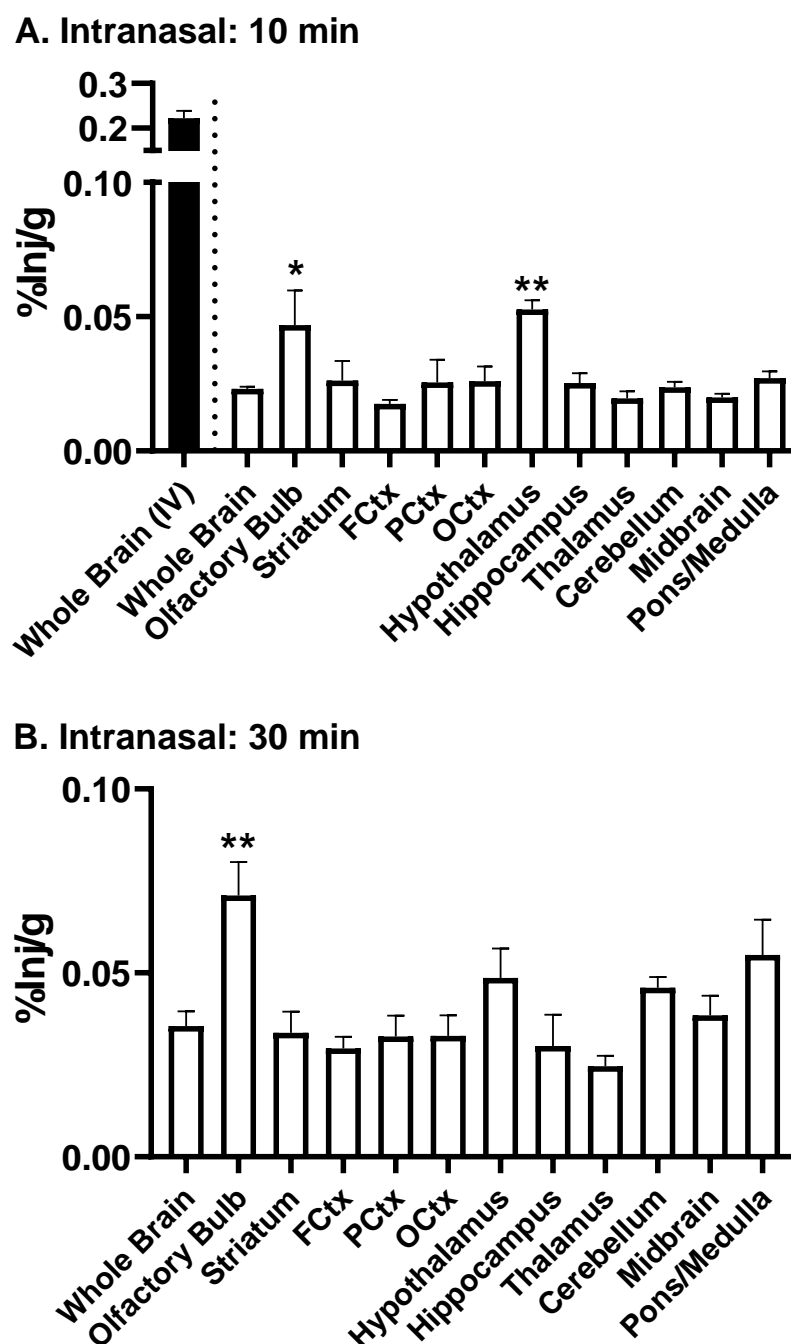 A. Intranasal: 10 min
0.3
0.2
0.10
0.05
0.00
%Inj/g
*
**
Whole Brain (IV)
Whole Brain
Olfactory Bulb
Striatum
FCtx
PCtx
OCtx
Hypothalamus
Hippocampus
Thalamus
Cerebellum
Midbrain
Pons/Medulla
B. Intranasal: 30 min
0.10
0.05
0.00
%Inj/g
**
Whole Brain
Olfactory Bulb
Striatum
FCtx
PCtx
OCtx
Hypothalamus
Hippocampus
Thalamus
Cerebellum
Midbrain
Pons/Medulla